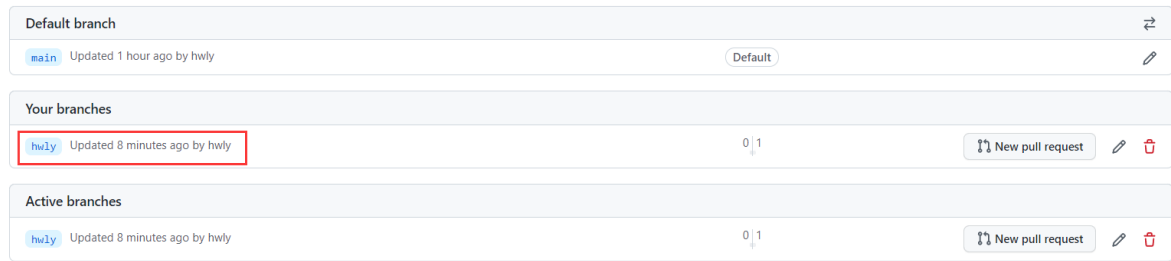 Default branch
main Updated 1 hour ago by hwly Default
Your branches
hwly Updated 8 minutes ago by hwly 0 1 New pull request
Active branches
hwly Updated 8 minutes ago by hwly 0 1 New pull request